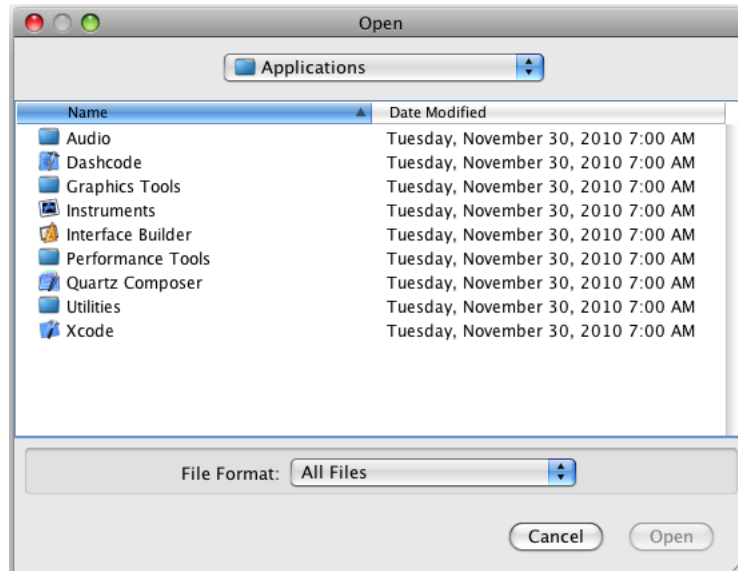 Open
Applications
Name Date Modified
Audio Tuesday, November 30, 2010 7:00 AM
Dashcode Tuesday, November 30, 2010 7:00 AM
Graphics Tools Tuesday, November 30, 2010 7:00 AM
Instruments Tuesday, November 30, 2010 7:00 AM
Interface Builder Tuesday, November 30, 2010 7:00 AM
Performance Tools Tuesday, November 30, 2010 7:00 AM
Quartz Composer Tuesday, November 30, 2010 7:00 AM
Utilities Tuesday, November 30, 2010 7:00 AM
Xcode Tuesday, November 30, 2010 7:00 AM
File Format: All Files
Cancel Open